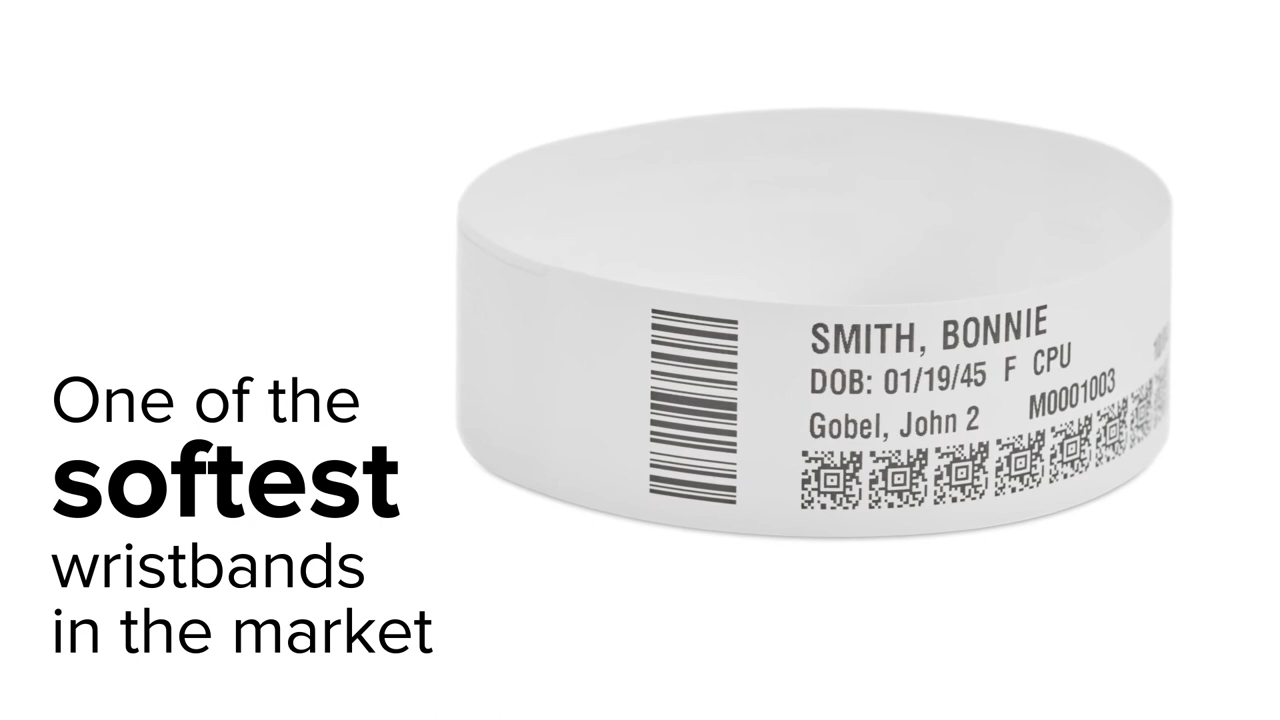 One of the
softest
wristbands
in the market
SMITH, BONNIE
DOB: 01/19/45 F CPU
Gobel, John 2 M0001003